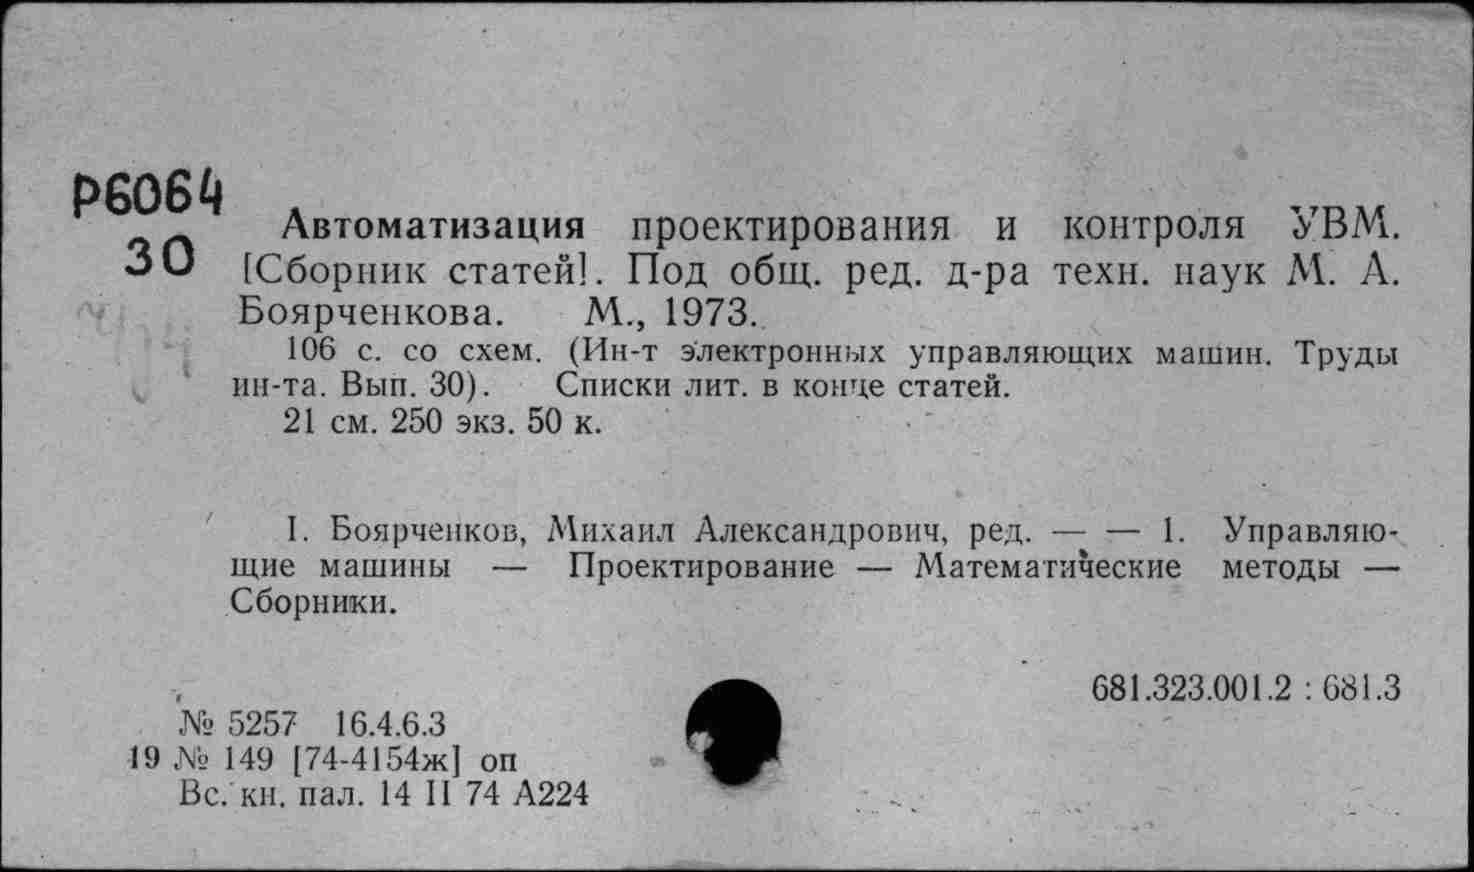 Р6064
30
Автоматизация проектирования и контроля УВМ.
[Сборник статей]. Под общ. ред. д-ра техн. наук М. А.
Боярченкова. М., 1973.
106 с. со схем. (Ин-т электронных управляющих машин. Труды
ин-та. Вып. 30). Списки лит. в конце статей.
21 см. 250 экз. 50 к.
I. Боярченков, Михаил Александрович, ред. — — 1. Управляю-
щие машины — Проектирование — Математические методы —
Сборники.
681.323.001.2 : 681.3
№ 5257 16.4.6.3
19 № 149 [74-4154ж] оп
Вс. кн. пал. 14 II 74 А224